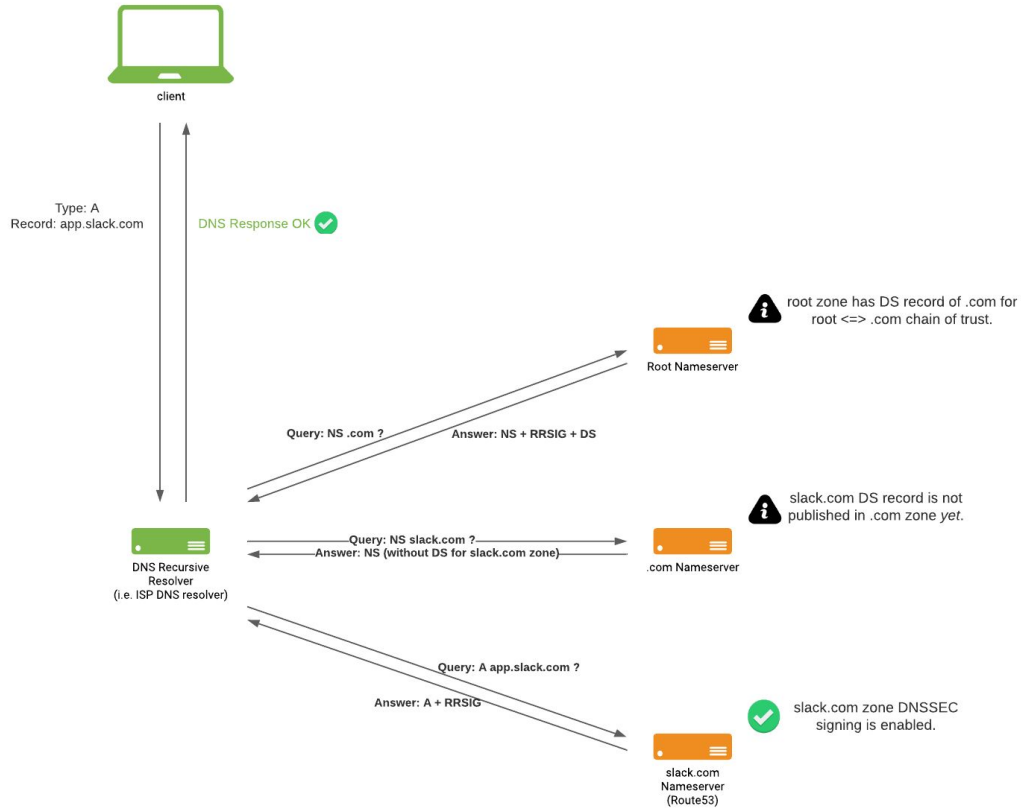 client
Type: A
Record: app.slack.com
DNS Response OK
root zone has DS record of .com for
root <=> .com chain of trust.
Root Nameserver
Query: NS .com ?
Answer: NS + RRSIG + DS
slack.com DS record is not
published in .com zone yet.
Query: NS slack.com ?
Answer: NS (without DS for slack.com zone)
.com Nameserver
DNS Recursive
Resolver
(i.e. ISP DNS resolver)
Query: A app.slack.com ?
Answer: A + RRSIG
slack.com zone DNSSEC
signing is enabled.
slack.com
Nameserver
(Route53)